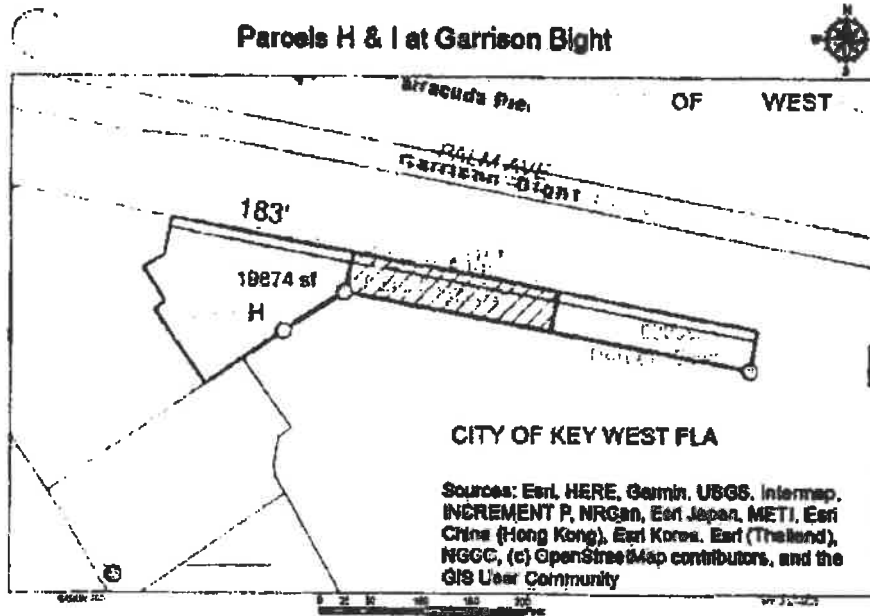 Parcels H & I at Garrison Bight
N
S
OF WEST
PALM AVE
Garrison Bight
183'
19874 sf
H
CITY OF KEY WEST FLA
Sources: Esri, HERE, Garmin, USGS, Intermap,
INCREMENT P, NRCan, Esri Japan, METI, Esri
China (Hong Kong), Esri Korea, Esri (Thailand),
NGCC, (c) OpenStreetMap contributors, and the
GIS User Community